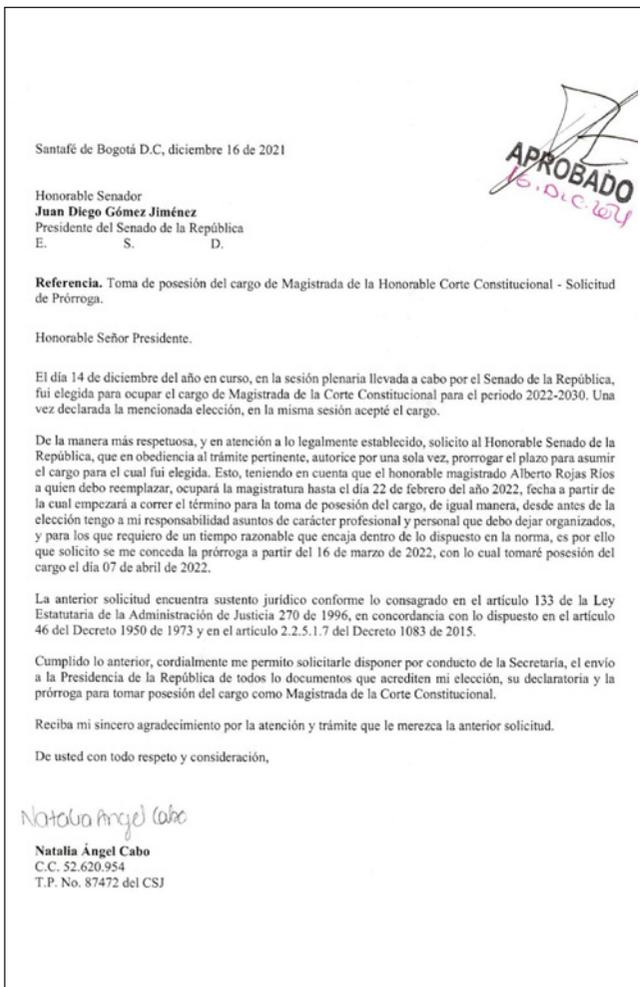 Santafé de Bogotá D.C, diciembre 16 de 2021
APROBADO
16. DIC. 2021
Honorable Senador
Juan Diego Gómez Jiménez
Presidente del Senado de la República
E. S. D.
Referencia. Toma de posesión del cargo de Magistrada de la Honorable Corte Constitucional - Solicitud
de Prórroga.
Honorable Señor Presidente.
El día 14 de diciembre del año en curso, en la sesión plenaria llevada a cabo por el Senado de la República,
fui elegida para ocupar el cargo de Magistrada de la Corte Constitucional para el periodo 2022-2030. Una
vez declarada la mencionada elección, en la misma sesión acepté el cargo.
De la manera más respetuosa, y en atención a lo legalmente establecido, solicito al Honorable Senado de la
República, que en obediencia al trámite pertinente, autorice por una sola vez, prorrogar el plazo para asumir
el cargo para el cual fui elegida. Esto, teniendo en cuenta que el honorable magistrado Alberto Rojas Ríos
a quien debo reemplazar, ocupará la magistratura hasta el día 22 de febrero del año 2022, fecha a partir de
la cual empezará a correr el término para la toma de posesión del cargo, de igual manera, desde antes de la
elección tengo a mi responsabilidad asuntos de carácter profesional y personal que debo dejar organizados,
y para los que requiero de un tiempo razonable que encaja dentro de lo dispuesto en la norma, es por ello
que solicito se me conceda la prórroga a partir del 16 de marzo de 2022, con lo cual tomaré posesión del
cargo el día 07 de abril de 2022.
La anterior solicitud encuentra sustento jurídico conforme lo consagrado en el artículo 133 de la Ley
Estatutaria de la Administración de Justicia 270 de 1996, en concordancia con lo dispuesto en el artículo
46 del Decreto 1950 de 1973 y en el artículo 2.2.5.1.7 del Decreto 1083 de 2015.
Cumplido lo anterior, cordialmente me permito solicitarle disponer por conducto de la Secretaría, el envío
a la Presidencia de la República de todos lo documentos que acrediten mi elección, su declaratoria y la
prórroga para tomar posesión del cargo como Magistrada de la Corte Constitucional.
Reciba mi sincero agradecimiento por la atención y trámite que le merezca la anterior solicitud.
De usted con todo respeto y consideración,
Natalia Angel Cabo
Natalia Ángel Cabo
C.C. 52.620.954
T.P. No. 87472 del CSJ